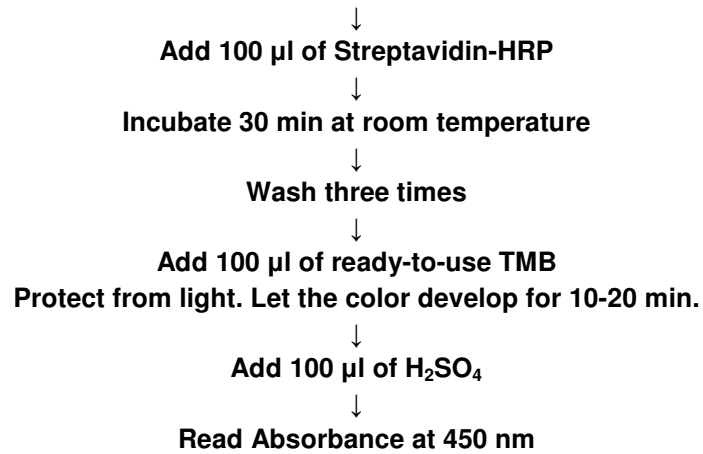 ↓
Add 100 µl of Streptavidin-HRP
↓
Incubate 30 min at room temperature
↓
Wash three times
↓
Add 100 µl of ready-to-use TMB
Protect from light. Let the color develop for 10-20 min.
↓
Add 100 µl of H₂SO₄
↓
Read Absorbance at 450 nm